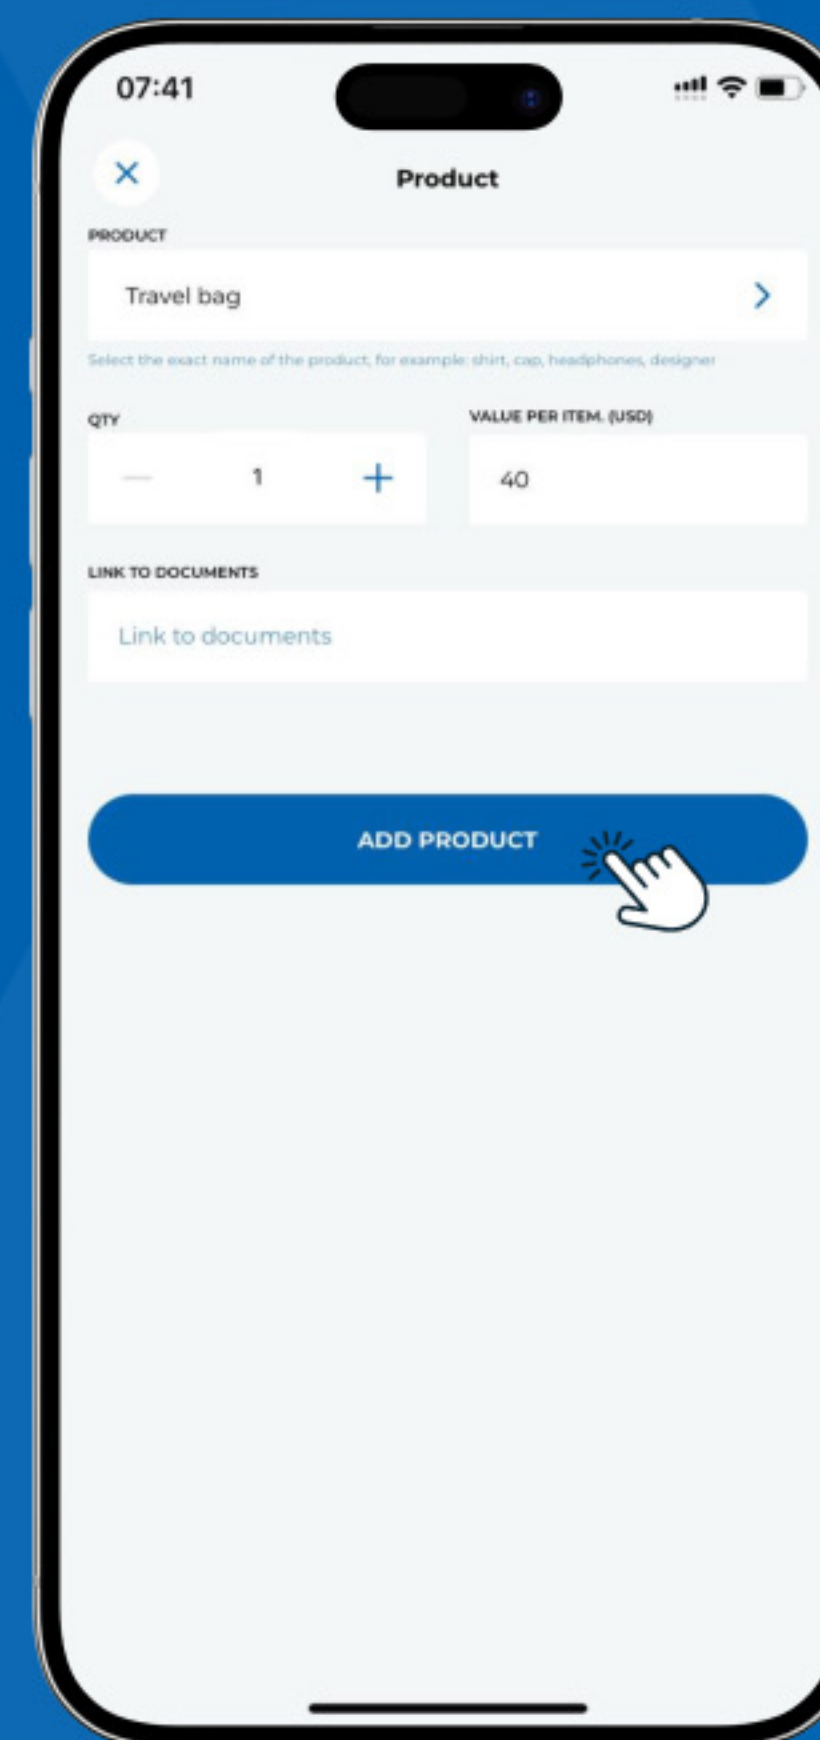 07:41
Product
PRODUCT
Travel bag
Select the exact name of the product, for example: shirt, cap, headphones, designer
QTY
VALUE PER ITEM. (USD)
1
40
LINK TO DOCUMENTS
Link to documents
ADD PRODUCT